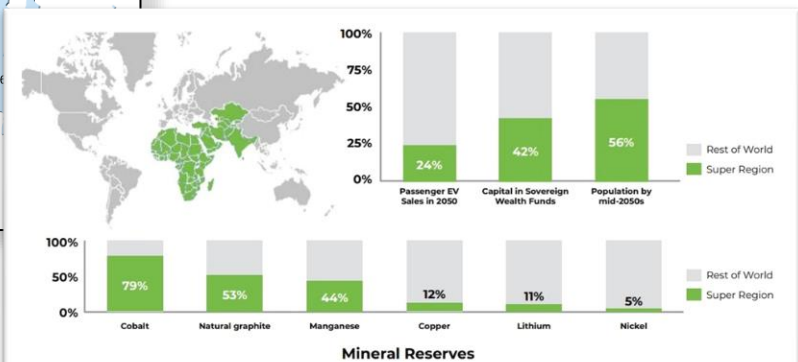 100%
75%
50%
25%
0%
24%
42%
56%
Passenger EV
Sales in 2050
Capital in Sovereign
Wealth Funds
Population by
mid-2050s
Rest of World
Super Region
100%
50%
0%
79%
53%
44%
12%
11%
5%
Cobalt
Natural graphite
Manganese
Copper
Lithium
Nickel
Rest of World
Super Region
Mineral Reserves